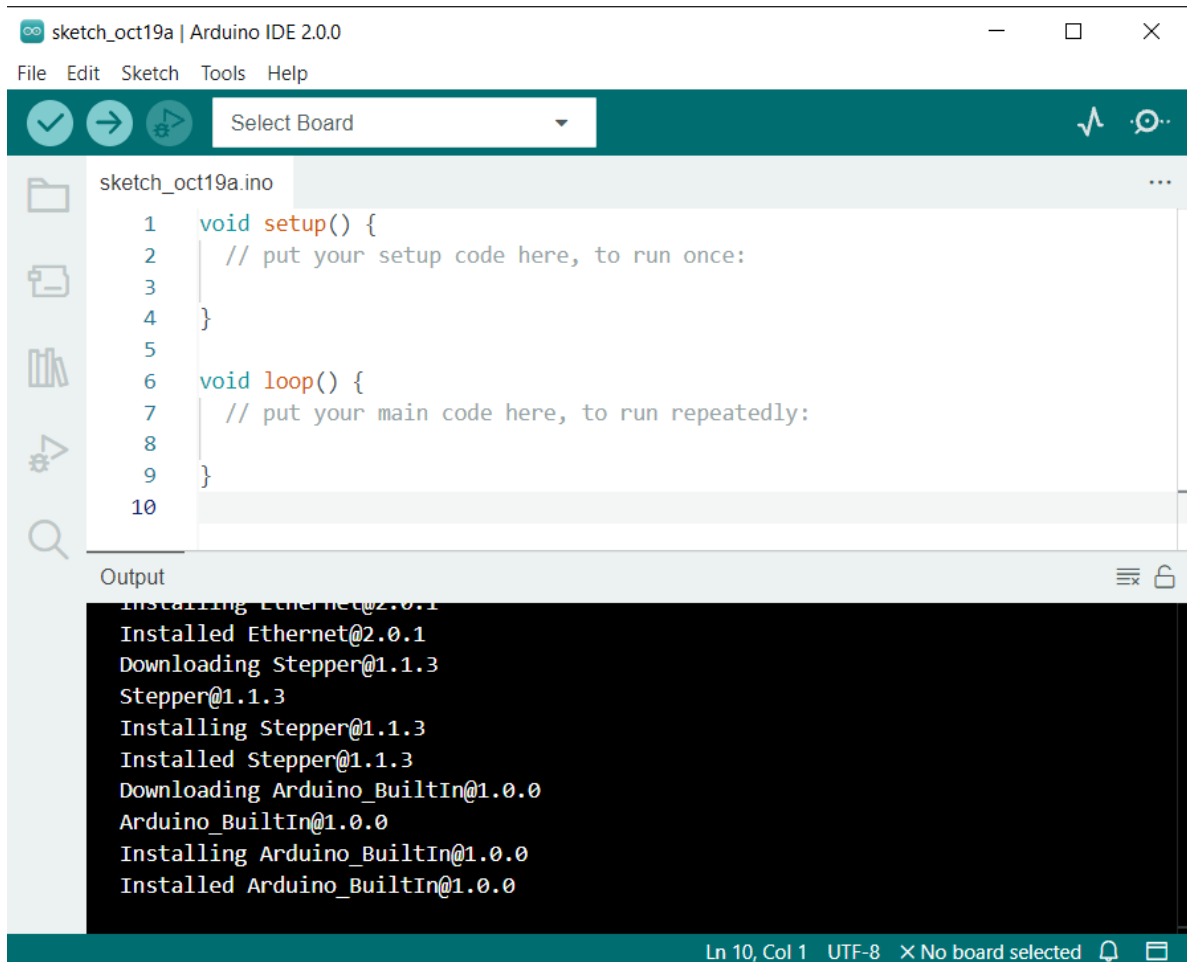 sketch_oct19a | Arduino IDE 2.0.0
File Edit Sketch Tools Help
Select Board
sketch_oct19a.ino
1 void setup() {
2 // put your setup code here, to run once:
3
4 }
5
6 void loop() {
7 // put your main code here, to run repeatedly:
8
9 }
10
Output
Installing Ethernet@2.0.1
Installed Ethernet@2.0.1
Downloading Stepper@1.1.3
Stepper@1.1.3
Installing Stepper@1.1.3
Installed Stepper@1.1.3
Downloading Arduino_BuiltIn@1.0.0
Arduino_BuiltIn@1.0.0
Installing Arduino_BuiltIn@1.0.0
Installed Arduino_BuiltIn@1.0.0
Ln 10, Col 1 UTF-8 × No board selected